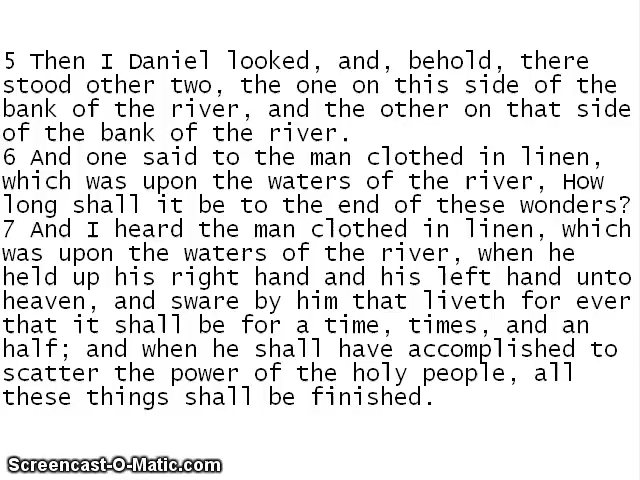 5 Then I Daniel looked, and, behold, there
stood other two, the one on this side of the
bank of the river, and the other on that side
of the bank of the river.
6 And one said to the man clothed in linen,
which was upon the waters of the river, How
long shall it be to the end of these wonders?
7 And I heard the man clothed in linen, which
was upon the waters of the river, when he
held up his right hand and his left hand unto
heaven, and sware by him that liveth for ever
that it shall be for a time, times, and an
half; and when he shall have accomplished to
scatter the power of the holy people, all
these things shall be finished.
Screencast-O-Matic.com